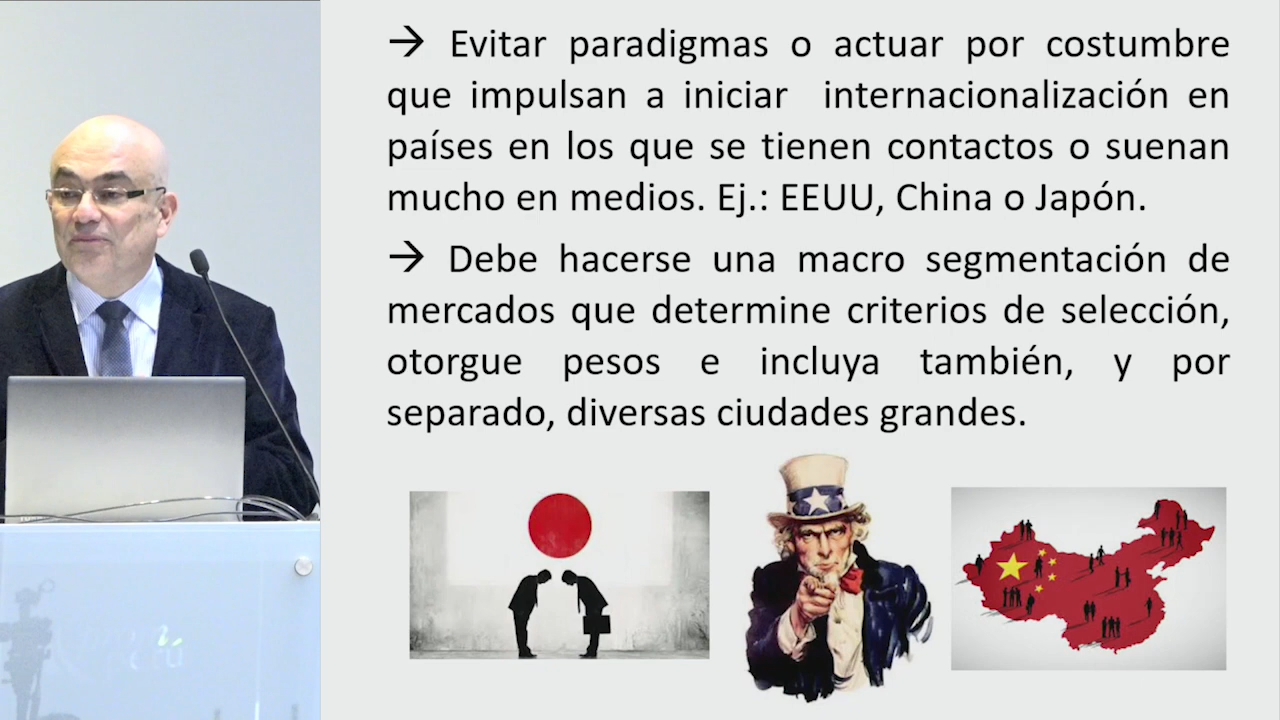 → Evitar paradigmas o actuar por costumbre
que impulsan a iniciar internacionalización en
países en los que se tienen contactos o suenan
mucho en medios. Ej.: EEUU, China o Japón.
→ Debe hacerse una macro segmentación de
mercados que determine criterios de selección,
otorgue pesos e incluya también, y por
separado, diversas ciudades grandes.